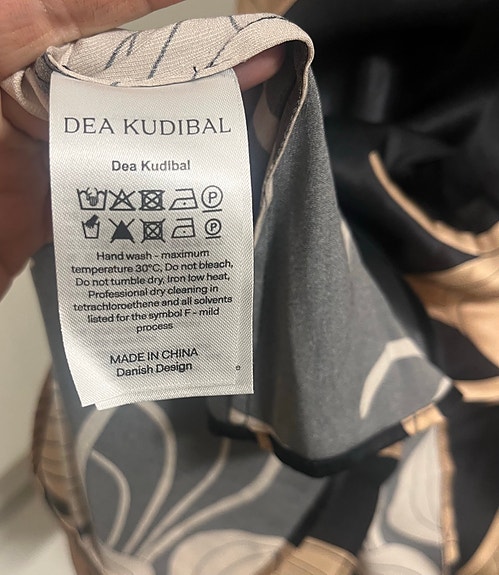 DEA KUDIBAL
Dea Kudibal
P
P
Hand wash - maximum
temperature 30°C, Do not bleach,
Do not tumble dry, Iron low heat,
Professional dry cleaning in
tetrachloroethene and all solvents
listed for the symbol F - mild
process
MADE IN CHINA
Danish Design